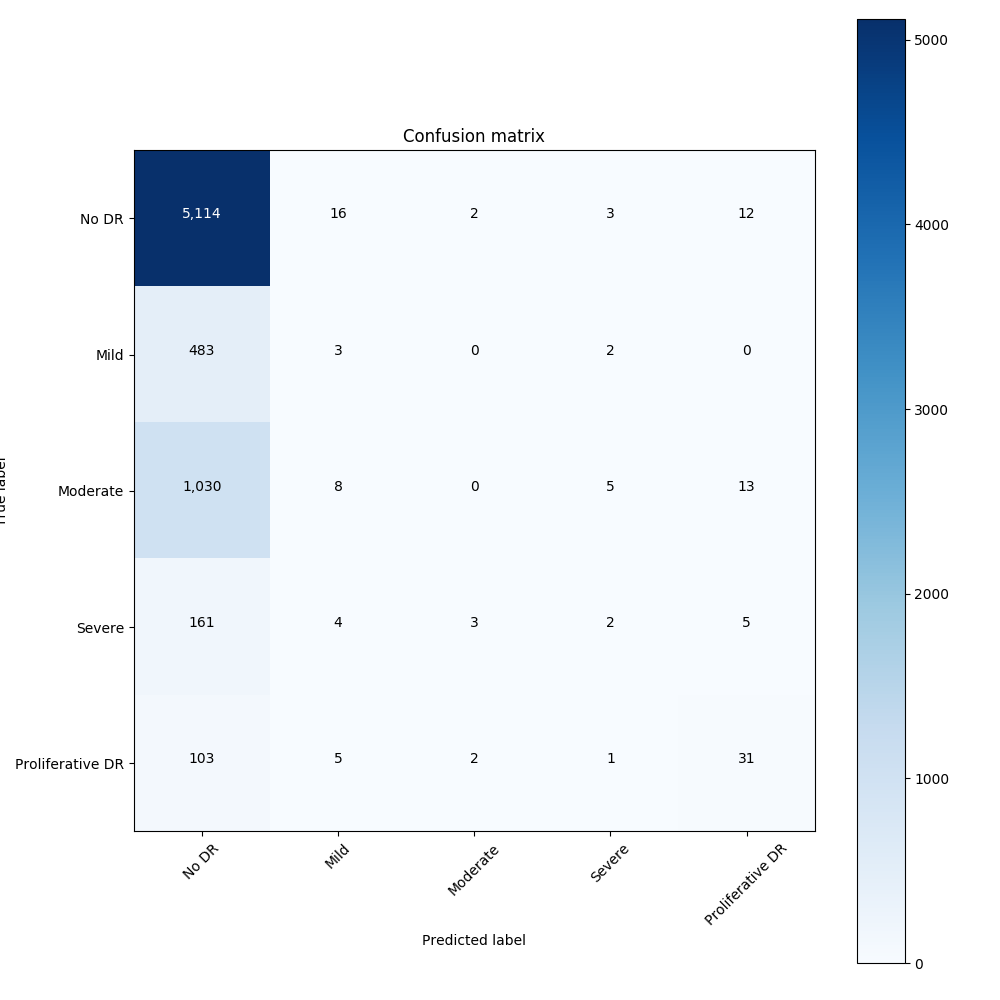 Confusion matrix
No DR 5,114 16 2 3 12
Mild 483 3 0 2 0
Moderate 1,030 8 0 5 13
Severe 161 4 3 2 5
Proliferative DR 103 5 2 1 31
No DR Mild Moderate Severe Proliferative DR
Predicted label
True label
5000
4000
3000
2000
1000
0